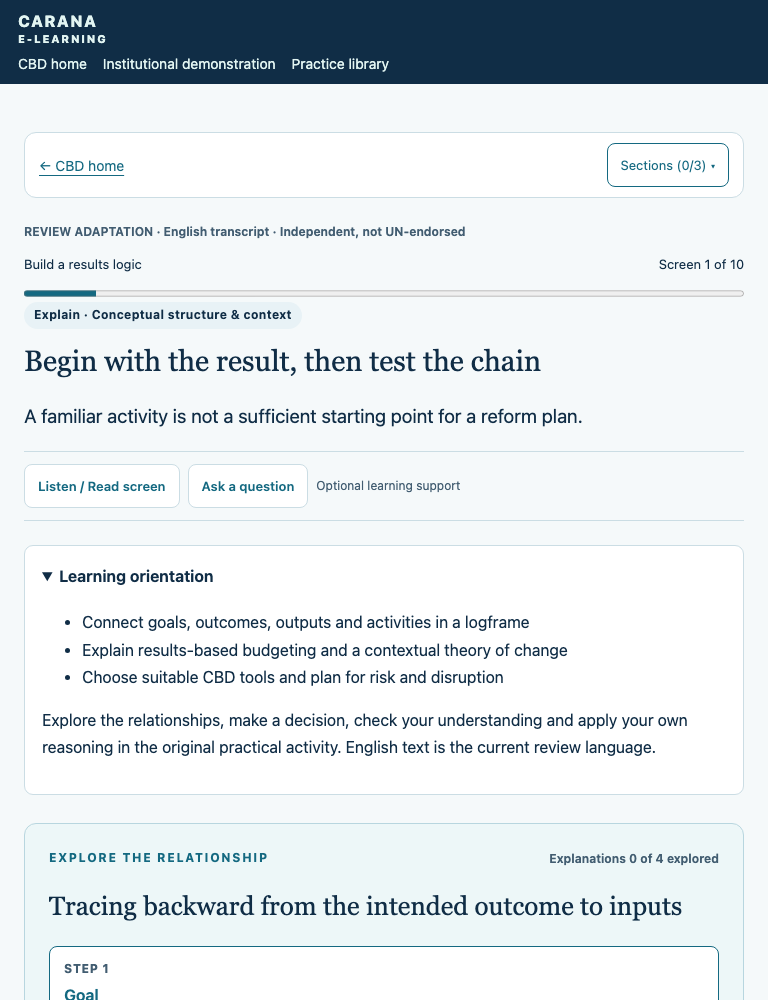 CARANA
E-LEARNING
CBD home Institutional demonstration Practice library
← CBD home
Sections (0/3) ▾
REVIEW ADAPTATION · English transcript · Independent, not UN-endorsed
Build a results logic
Screen 1 of 10
Explain · Conceptual structure & context
Begin with the result, then test the chain
A familiar activity is not a sufficient starting point for a reform plan.
Listen / Read screen
Ask a question
Optional learning support
▼ Learning orientation
• Connect goals, outcomes, outputs and activities in a logframe
• Explain results-based budgeting and a contextual theory of change
• Choose suitable CBD tools and plan for risk and disruption
Explore the relationships, make a decision, check your understanding and apply your own
reasoning in the original practical activity. English text is the current review language.
EXPLORE THE RELATIONSHIP
Explanations 0 of 4 explored
Tracing backward from the intended outcome to inputs
STEP 1
Goal